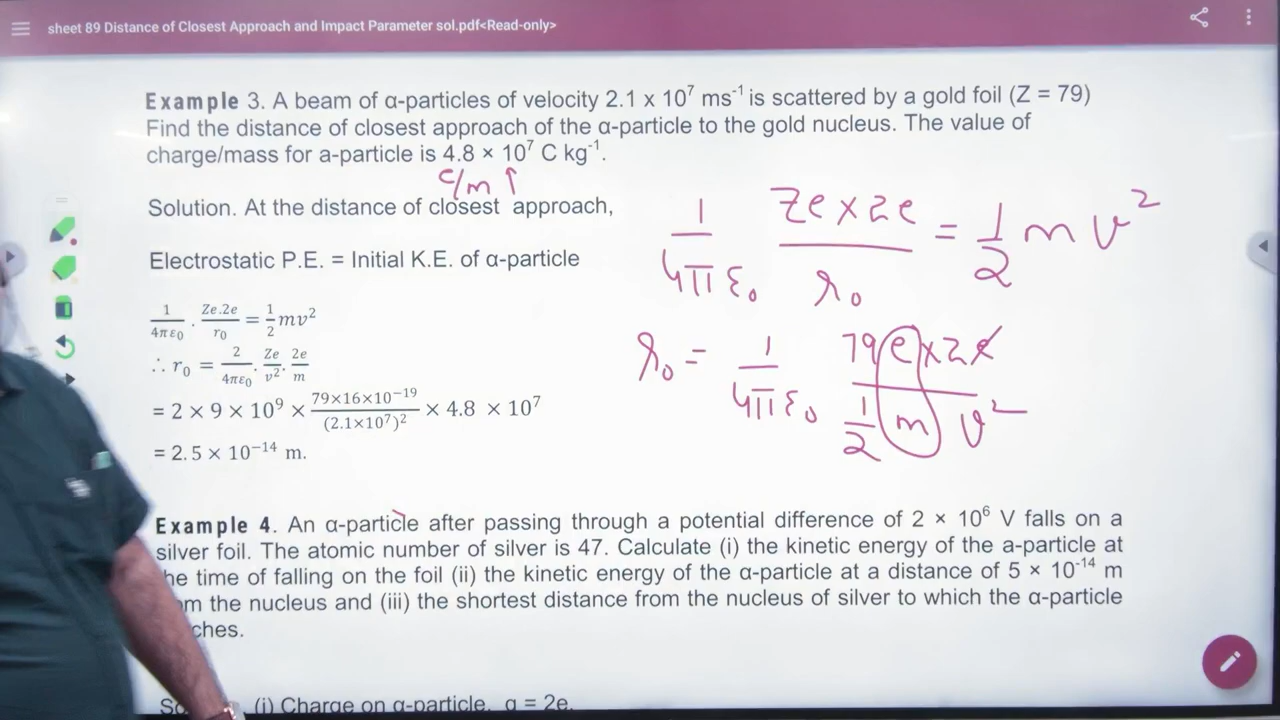 sheet 89 Distance of Closest Approach and Impact Parameter sol.pdf<Read-only>
Example 3. A beam of α-particles of velocity 2.1 x 10⁷ ms⁻¹ is scattered by a gold foil (Z = 79)
Find the distance of closest approach of the α-particle to the gold nucleus. The value of
charge/mass for a-particle is 4.8 × 10⁷ C kg⁻¹.
c/m ↑
Solution. At the distance of closest approach,
1/4πε₀ Ze×2e/r₀ = 1/2 m v²
Electrostatic P.E. = Initial K.E. of α-particle
1/4πε₀ . Ze.2e/r₀ = 1/2 mv²
r₀ = 1/4πε₀ 79e×2e / 1/2 m v²
∴ r₀ = 2/4πε₀ . Ze/v² . 2e/m
= 2 × 9 × 10⁹ × 79×16×10⁻¹⁹/(2.1×10⁷)² × 4.8 × 10⁷
= 2.5 × 10⁻¹⁴ m.
Example 4. An α-particle after passing through a potential difference of 2 × 10⁶ V falls on a
silver foil. The atomic number of silver is 47. Calculate (i) the kinetic energy of the a-particle at
he time of falling on the foil (ii) the kinetic energy of the α-particle at a distance of 5 × 10⁻¹⁴ m
m the nucleus and (iii) the shortest distance from the nucleus of silver to which the α-particle
ches.
So (i) Charge on α-particle, q = 2e.